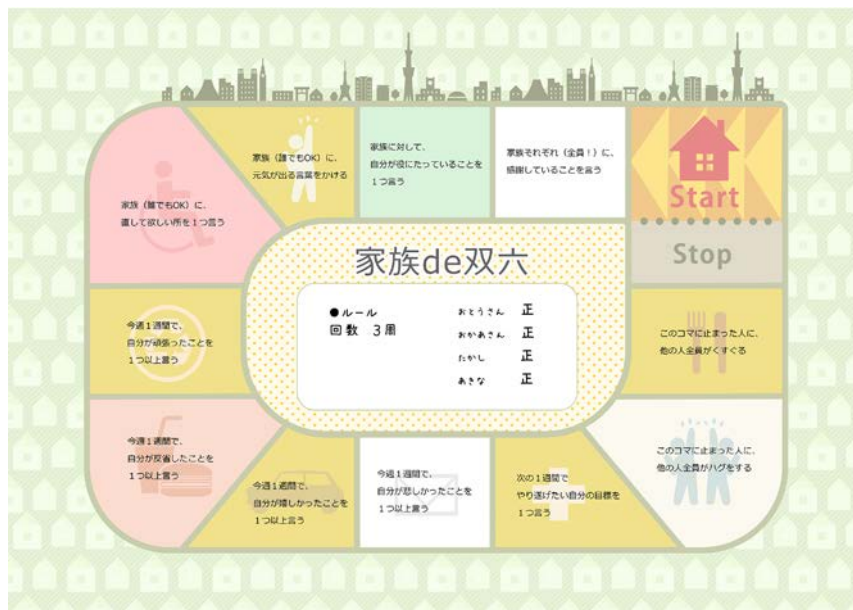 Start
家族それぞれ(全員!)に、
感謝していることを言う
家族に対して、
自分が役にたっていることを
1つ言う
家族(誰でもOK)に、
元気が出る言葉をかける
家族(誰でもOK)に、
直して欲しい所を1つ言う
今週1週間で、
自分が頑張ったことを
1つ以上言う
今週1週間で、
自分が反省したことを
1つ以上言う
今週1週間で、
自分が嬉しかったことを
1つ以上言う
今週1週間で、
自分が悲しかったことを
1つ以上言う
次の1週間で
やり遂げたい自分の目標を
1つ言う
このコマに止まった人に、
他の人全員がハグをする
このコマに止まった人に、
他の人全員がくすぐる
Stop
家族de双六
●ルール
回数 3周
おとうさん 正
おかあさん 正
たかし 正
あきな 正